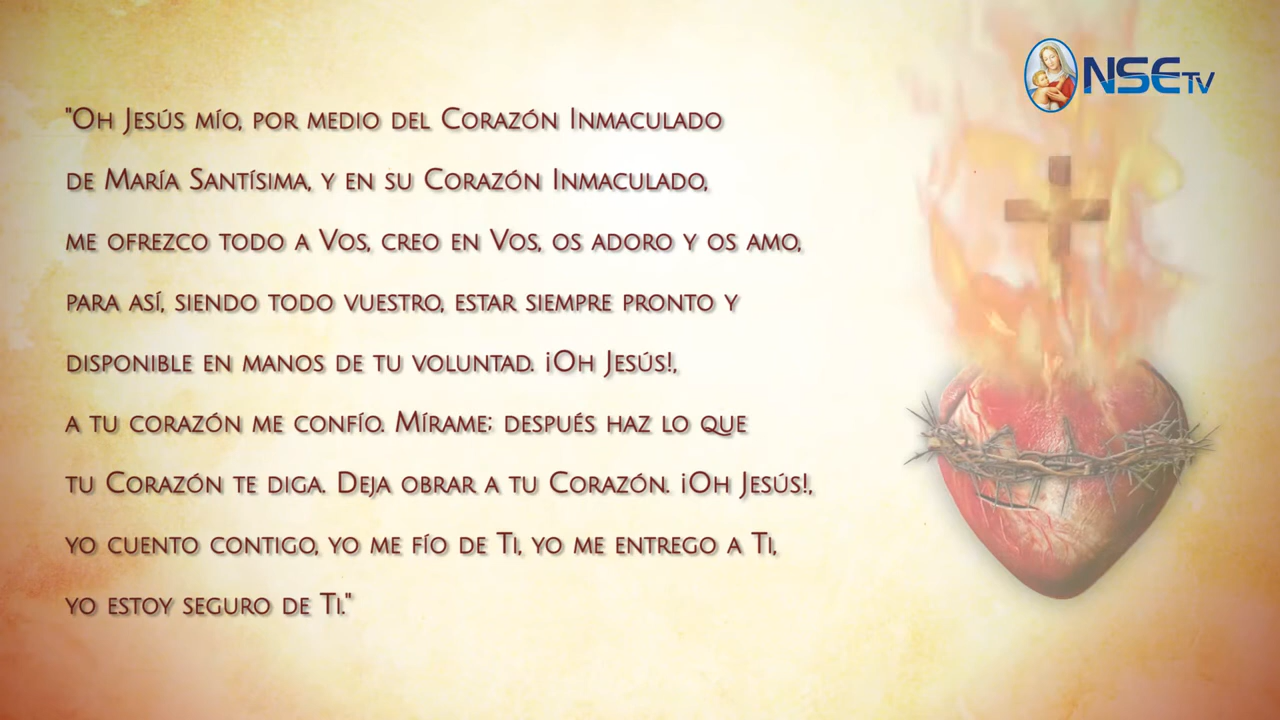 "Oh Jesús mío, por medio del Corazón Inmaculado
de María Santísima, y en su Corazón Inmaculado,
me ofrezco todo a Vos, creo en Vos, os adoro y os amo,
para así, siendo todo vuestro, estar siempre pronto y
disponible en manos de tu voluntad. ¡Oh Jesús!,
a tu corazón me confío. Mírame; después haz lo que
tu Corazón te diga. Deja obrar a tu Corazón. ¡Oh Jesús!,
yo cuento contigo, yo me fío de Ti, yo me entrego a Ti,
yo estoy seguro de Ti."
NSE TV